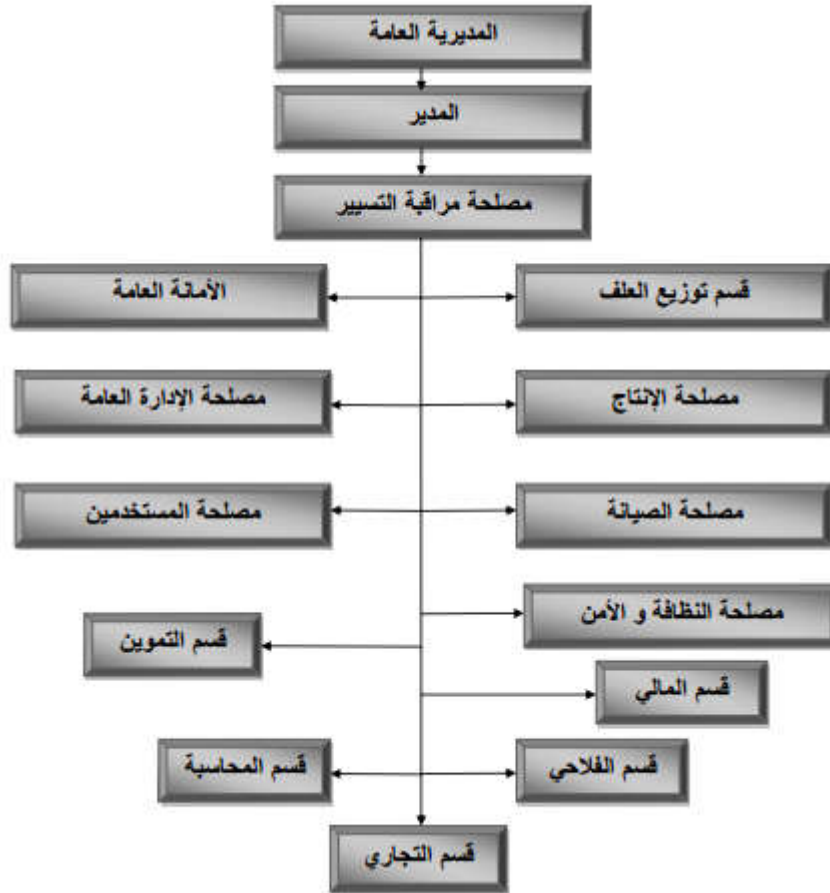 المديرية العامة
المدير
مصلحة مراقبة التسيير
قسم توزيع العلف
الأمانة العامة
مصلحة الإنتاج
مصلحة الإدارة العامة
مصلحة الصيانة
مصلحة المستخدمين
مصلحة النظافة و الأمن
قسم التموين
قسم المالي
قسم الفلاحي
قسم المحاسبة
قسم التجاري